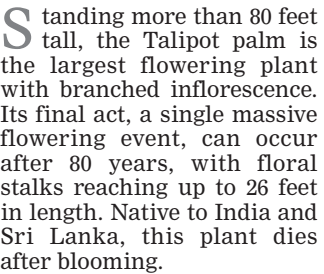 Standing more than 80 feet
tall, the Talipot palm is
the largest flowering plant
with branched inflorescence.
Its final act, a single massive
flowering event, can occur
after 80 years, with floral
stalks reaching up to 26 feet
in length. Native to India and
Sri Lanka, this plant dies
after blooming.